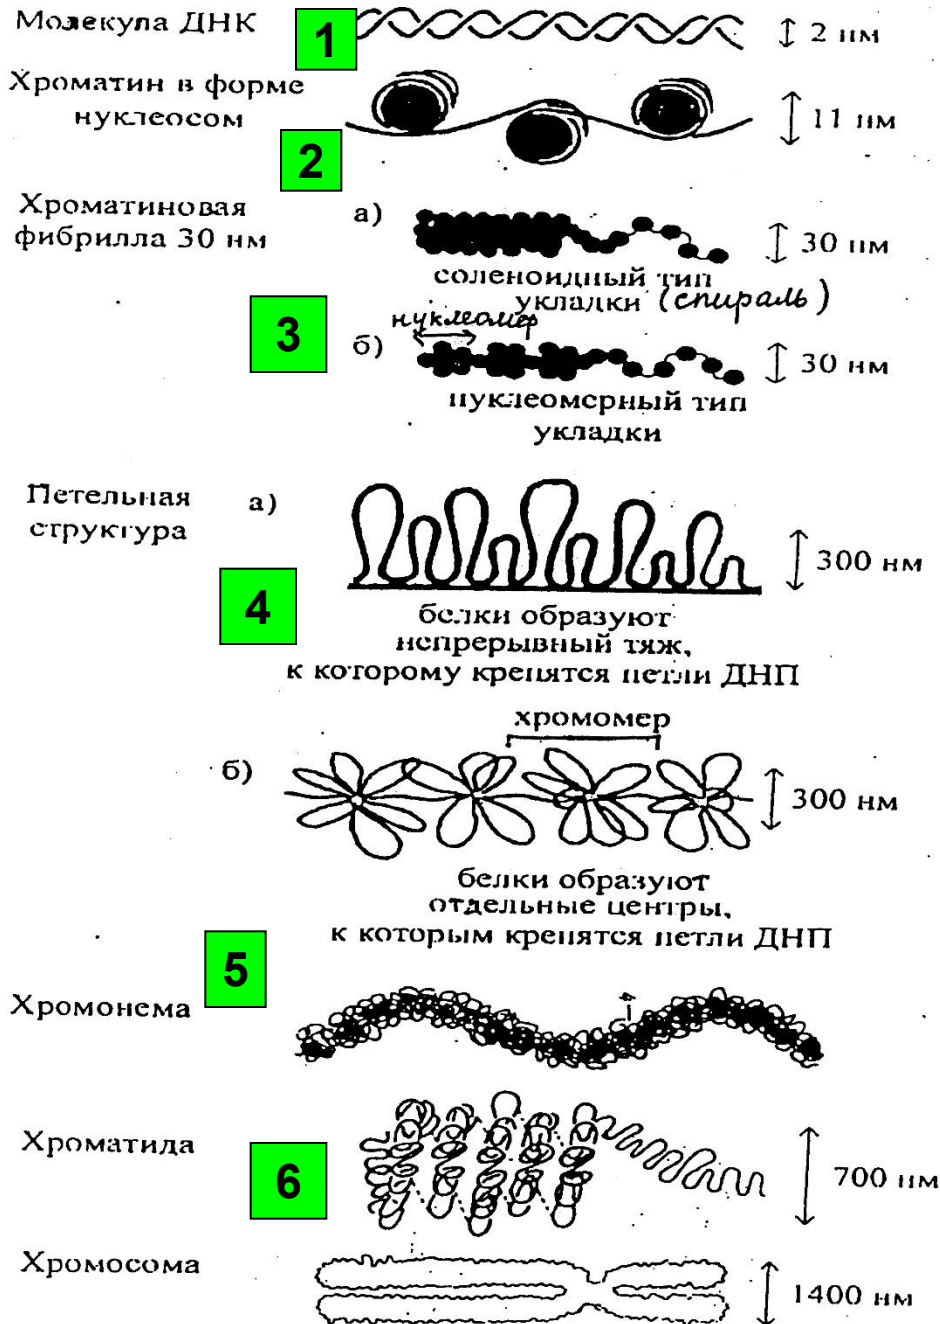 Молекула ДНК
1
2 нм
Хроматин в форме
нуклеосом
11 нм
2
Хроматиновая
фибрилла 30 нм
а)
30 нм
соленоидный тип
укладки (спираль)
3
нуклеомер
б)
30 нм
нуклеомерный тип
укладки
Петельная
структура
а)
300 нм
4
белки образуют
непрерывный тяж,
к которому крепятся петли ДНП
хромомер
б)
300 нм
белки образуют
отдельные центры,
к которым крепятся петли ДНП
5
Хромонема
Хроматида
6
700 нм
Хромосома
1400 нм